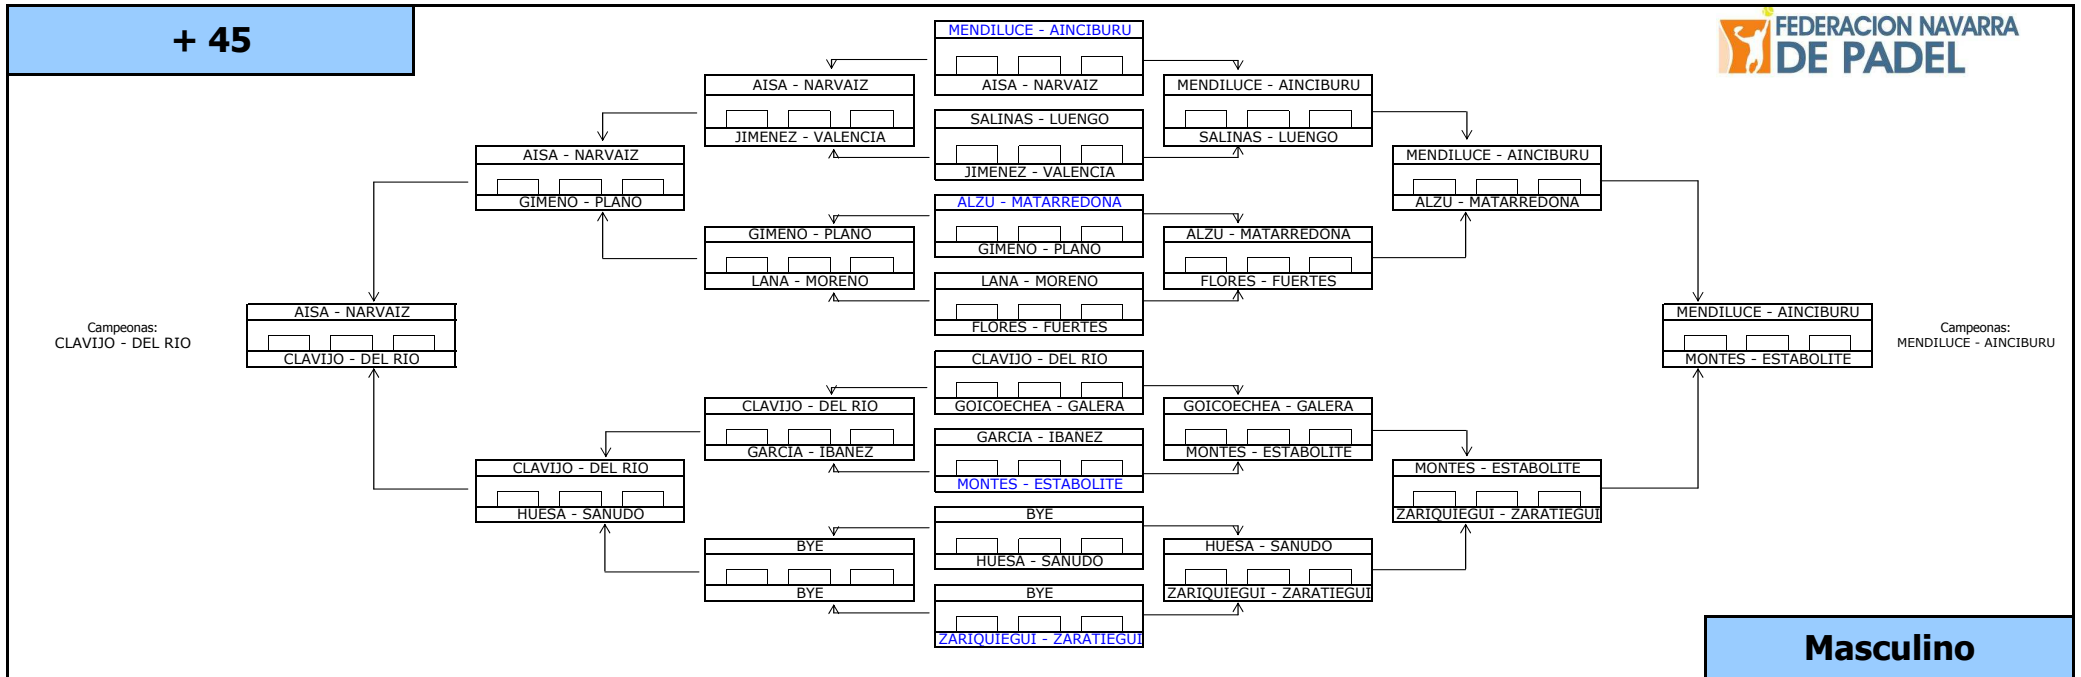 + 45
FEDERACION NAVARRA
DE PADEL
MENDILUCE - AINCIBURU
AISA - NARVAIZ
SALINAS - LUENGO
JIMENEZ - VALENCIA
ALZU - MATARREDONA
GIMENO - PLANO
LANA - MORENO
FLORES - FUERTES
CLAVIJO - DEL RIO
GOICOECHEA - GALERA
GARCIA - IBAÑEZ
MONTES - ESTABOLITE
BYE
HUESA - SAÑUDO
BYE
ZARIQUIEGUI - ZARATIEGUI
AISA - NARVAIZ
JIMENEZ - VALENCIA
GIMENO - PLANO
LANA - MORENO
CLAVIJO - DEL RIO
GARCIA - IBAÑEZ
BYE
BYE
AISA - NARVAIZ
GIMENO - PLANO
CLAVIJO - DEL RIO
HUESA - SAÑUDO
AISA - NARVAIZ
CLAVIJO - DEL RIO
Campeonas:
CLAVIJO - DEL RIO
MENDILUCE - AINCIBURU
SALINAS - LUENGO
ALZU - MATARREDONA
FLORES - FUERTES
GOICOECHEA - GALERA
MONTES - ESTABOLITE
HUESA - SAÑUDO
ZARIQUIEGUI - ZARATIEGUI
MENDILUCE - AINCIBURU
ALZU - MATARREDONA
MONTES - ESTABOLITE
ZARIQUIEGUI - ZARATIEGUI
MENDILUCE - AINCIBURU
MONTES - ESTABOLITE
Campeonas:
MENDILUCE - AINCIBURU
Masculino